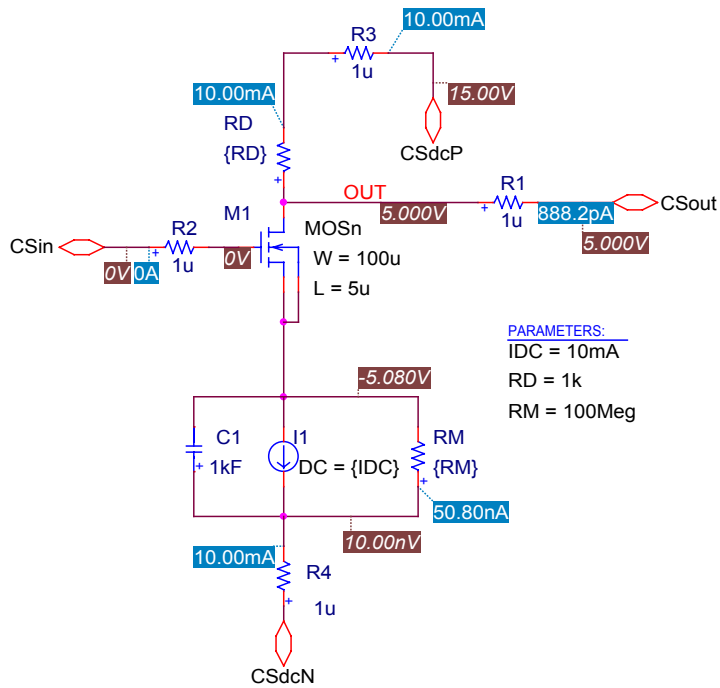 10.00mA
R3
1u
10.00mA
15.00V
RD
{RD}
CSdcP
OUT
R1
M1
5.000V
1u
888.2pA
CSout
R2
MOSn
5.000V
CSin
1u
0V
W = 100u
0V
0A
L = 5u
PARAMETERS:
IDC = 10mA
RD = 1k
RM = 100Meg
-5.080V
C1
I1
RM
1kF
DC = {IDC}
{RM}
50.80nA
10.00nV
10.00mA
R4
1u
CSdcN